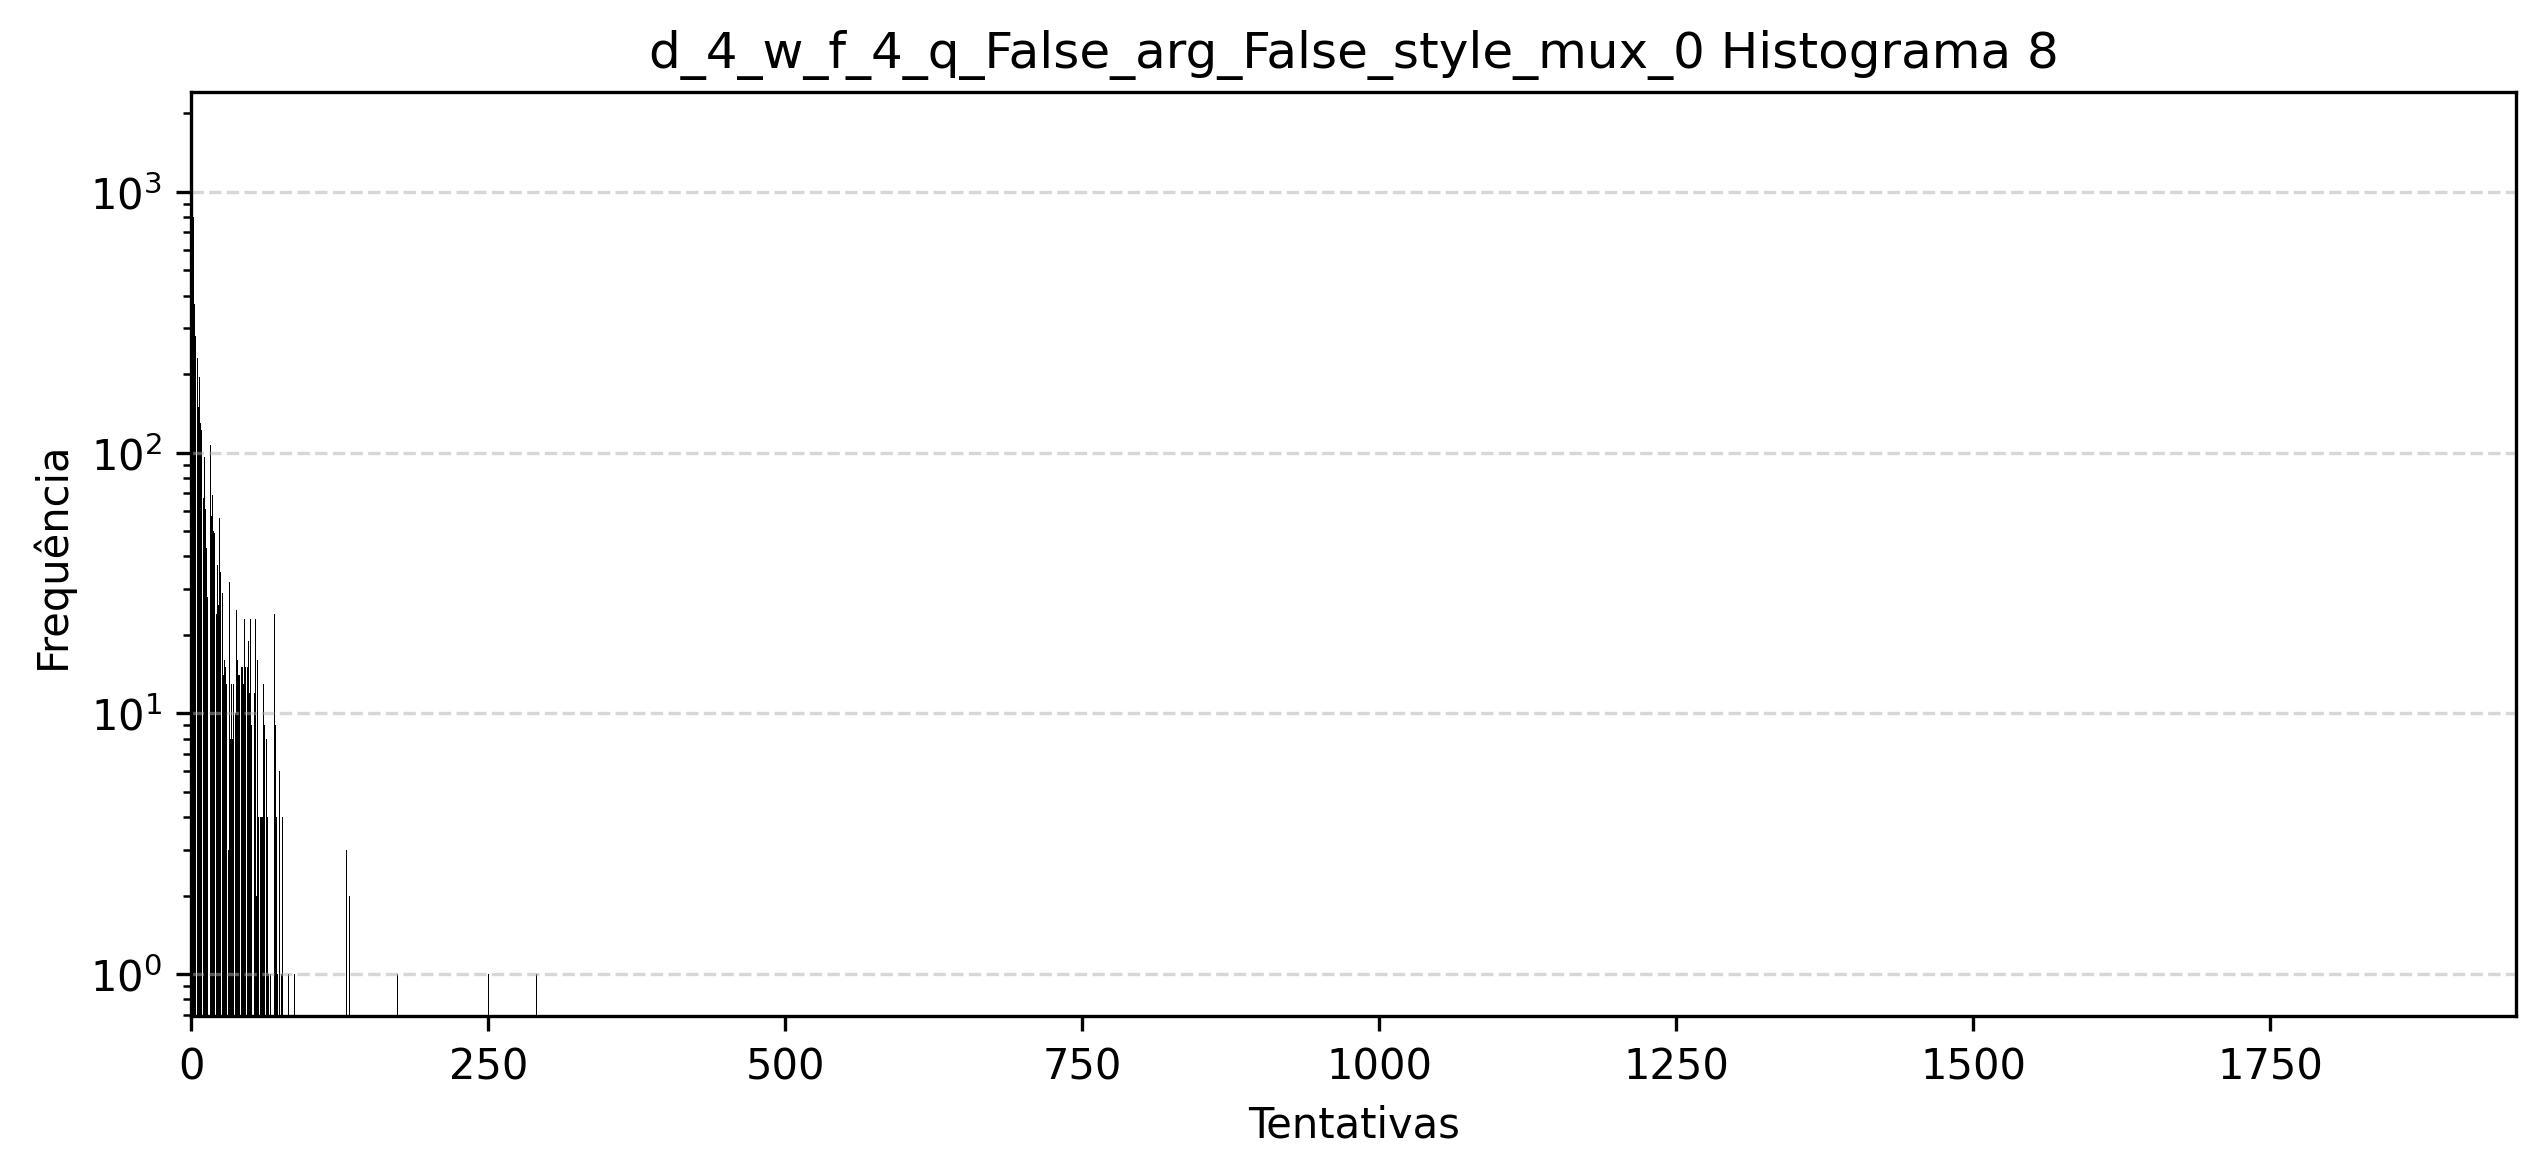 d_4_w_f_4_q_False_arg_False_style_mux_0 Histograma 8
Frequência
10³
10²
10¹
10⁰
0 250 500 750 1000 1250 1500 1750
Tentativas